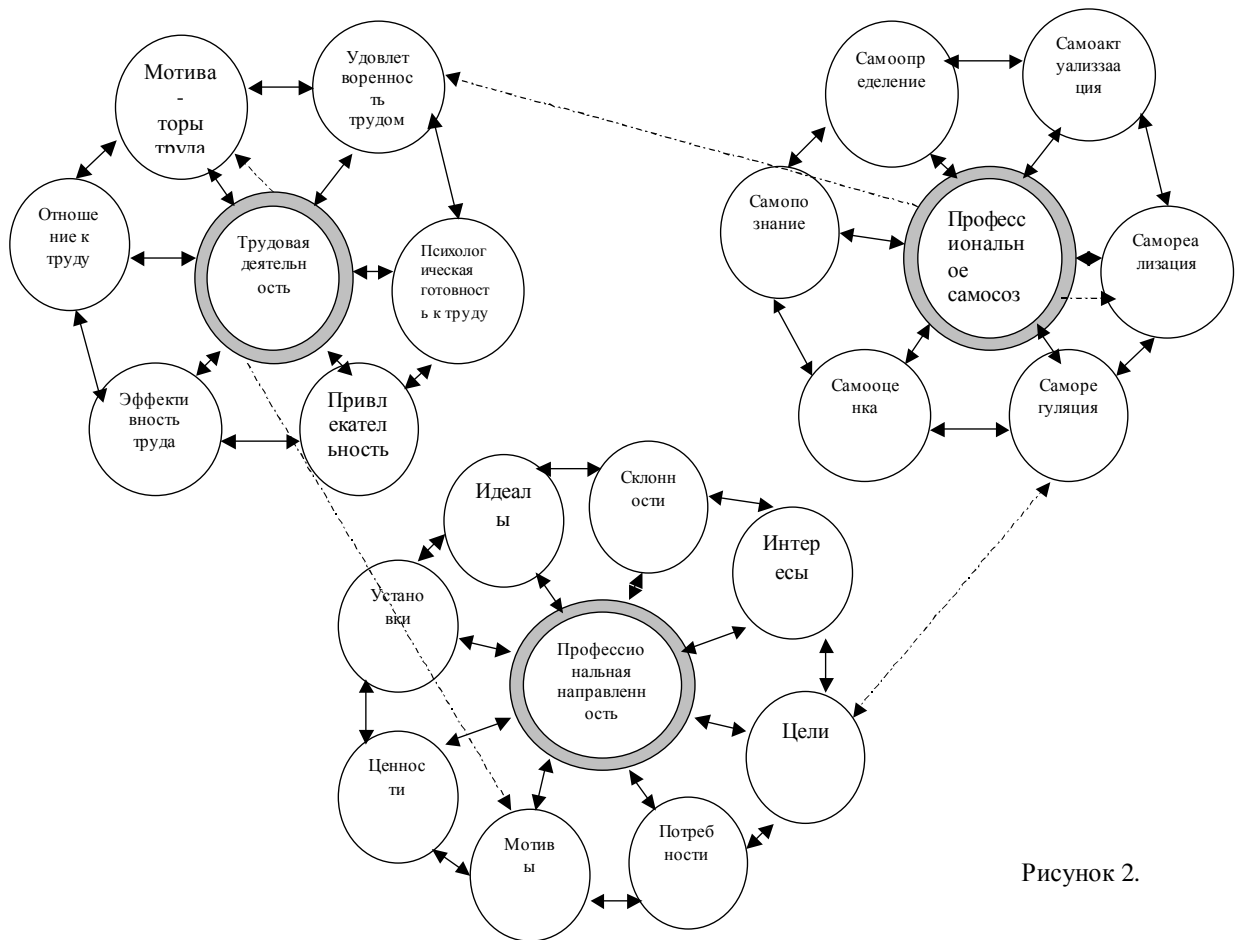 Мотива
-
торы
труда
Удовлет
вореннос
ть
трудом
Отноше
ние к
труду
Трудовая
деятельн
ость
Психолог
ическая
готовност
ь к труду
Эффекти
вность
труда
Привл
екател
ьность
Самоопр
еделение
Самоакт
уализзаа
ция
Самопо
знание
Професс
иональн
ое
самосоз
Самореа
лизация
Самооце
нка
Саморе
гуляция
Идеал
ы
Склонн
ости
Интер
есы
Устано
вки
Профессио
нальная
направленн
ость
Цели
Ценнос
ти
Мотив
ы
Потреб
ности
Рисунок 2.